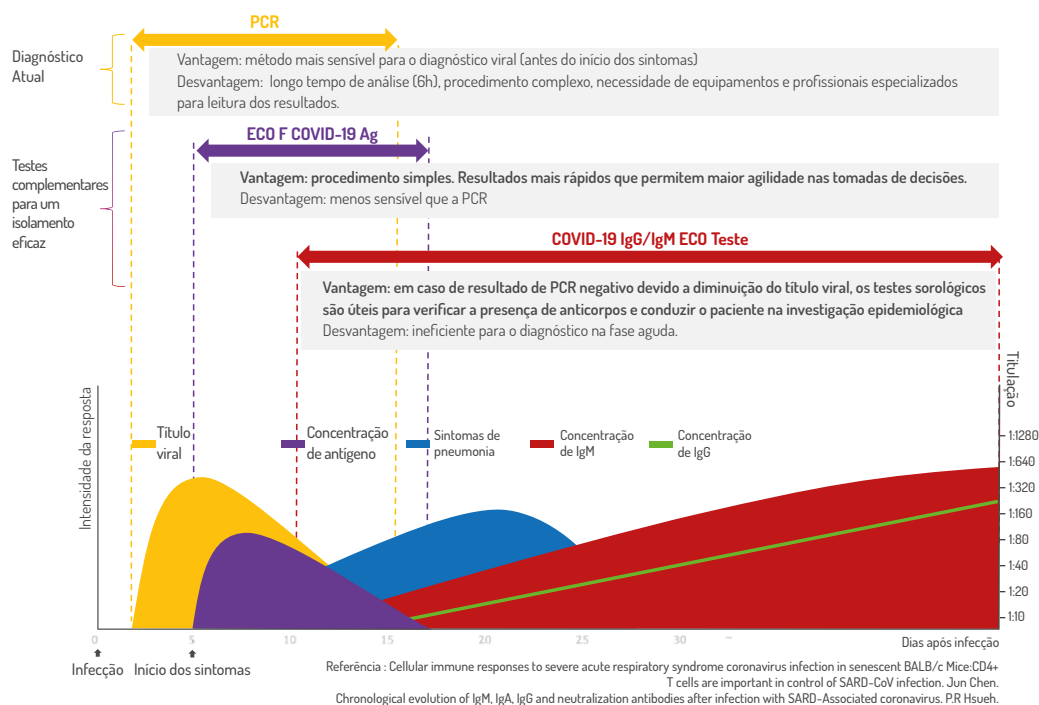 PCR
Diagnóstico
Atual
Vantagem: método mais sensível para o diagnóstico viral (antes do início dos sintomas)
Desvantagem: longo tempo de análise (6h), procedimento complexo, necessidade de equipamentos e profissionais especializados
para leitura dos resultados.
ECO F COVID-19 Ag
Testes
complementares
para um
isolamento
eficaz
Vantagem: procedimento simples. Resultados mais rápidos que permitem maior agilidade nas tomadas de decisões.
Desvantagem: menos sensível que a PCR
COVID-19 IgG/IgM ECO Teste
Vantagem: em caso de resultado de PCR negativo devido a diminuição do título viral, os testes sorológicos
são úteis para verificar a presença de anticorpos e conduzir o paciente na investigação epidemiológica
Desvantagem: ineficiente para o diagnóstico na fase aguda.
Intensidade da resposta
Titulação
Título
viral
Concentração
de antígeno
Sintomas de
pneumonia
Concentração
de IgM
Concentração
de IgG
1:1280
1:640
1:320
1:160
1:80
1:40
1:20
1:10
0 5 10 15 20 25 30 ~
Dias após infecção
Infecção
Início dos sintomas
Referência : Cellular immune responses to severe acute respiratory syndrome coronavirus infection in senescent BALB/c Mice:CD4+
T cells are important in control of SARD-CoV infection. Jun Chen.
Chronological evolution of IgM, IgA, IgG and neutralization antibodies after infection with SARD-Associated coronavirus. P.R Hsueh.